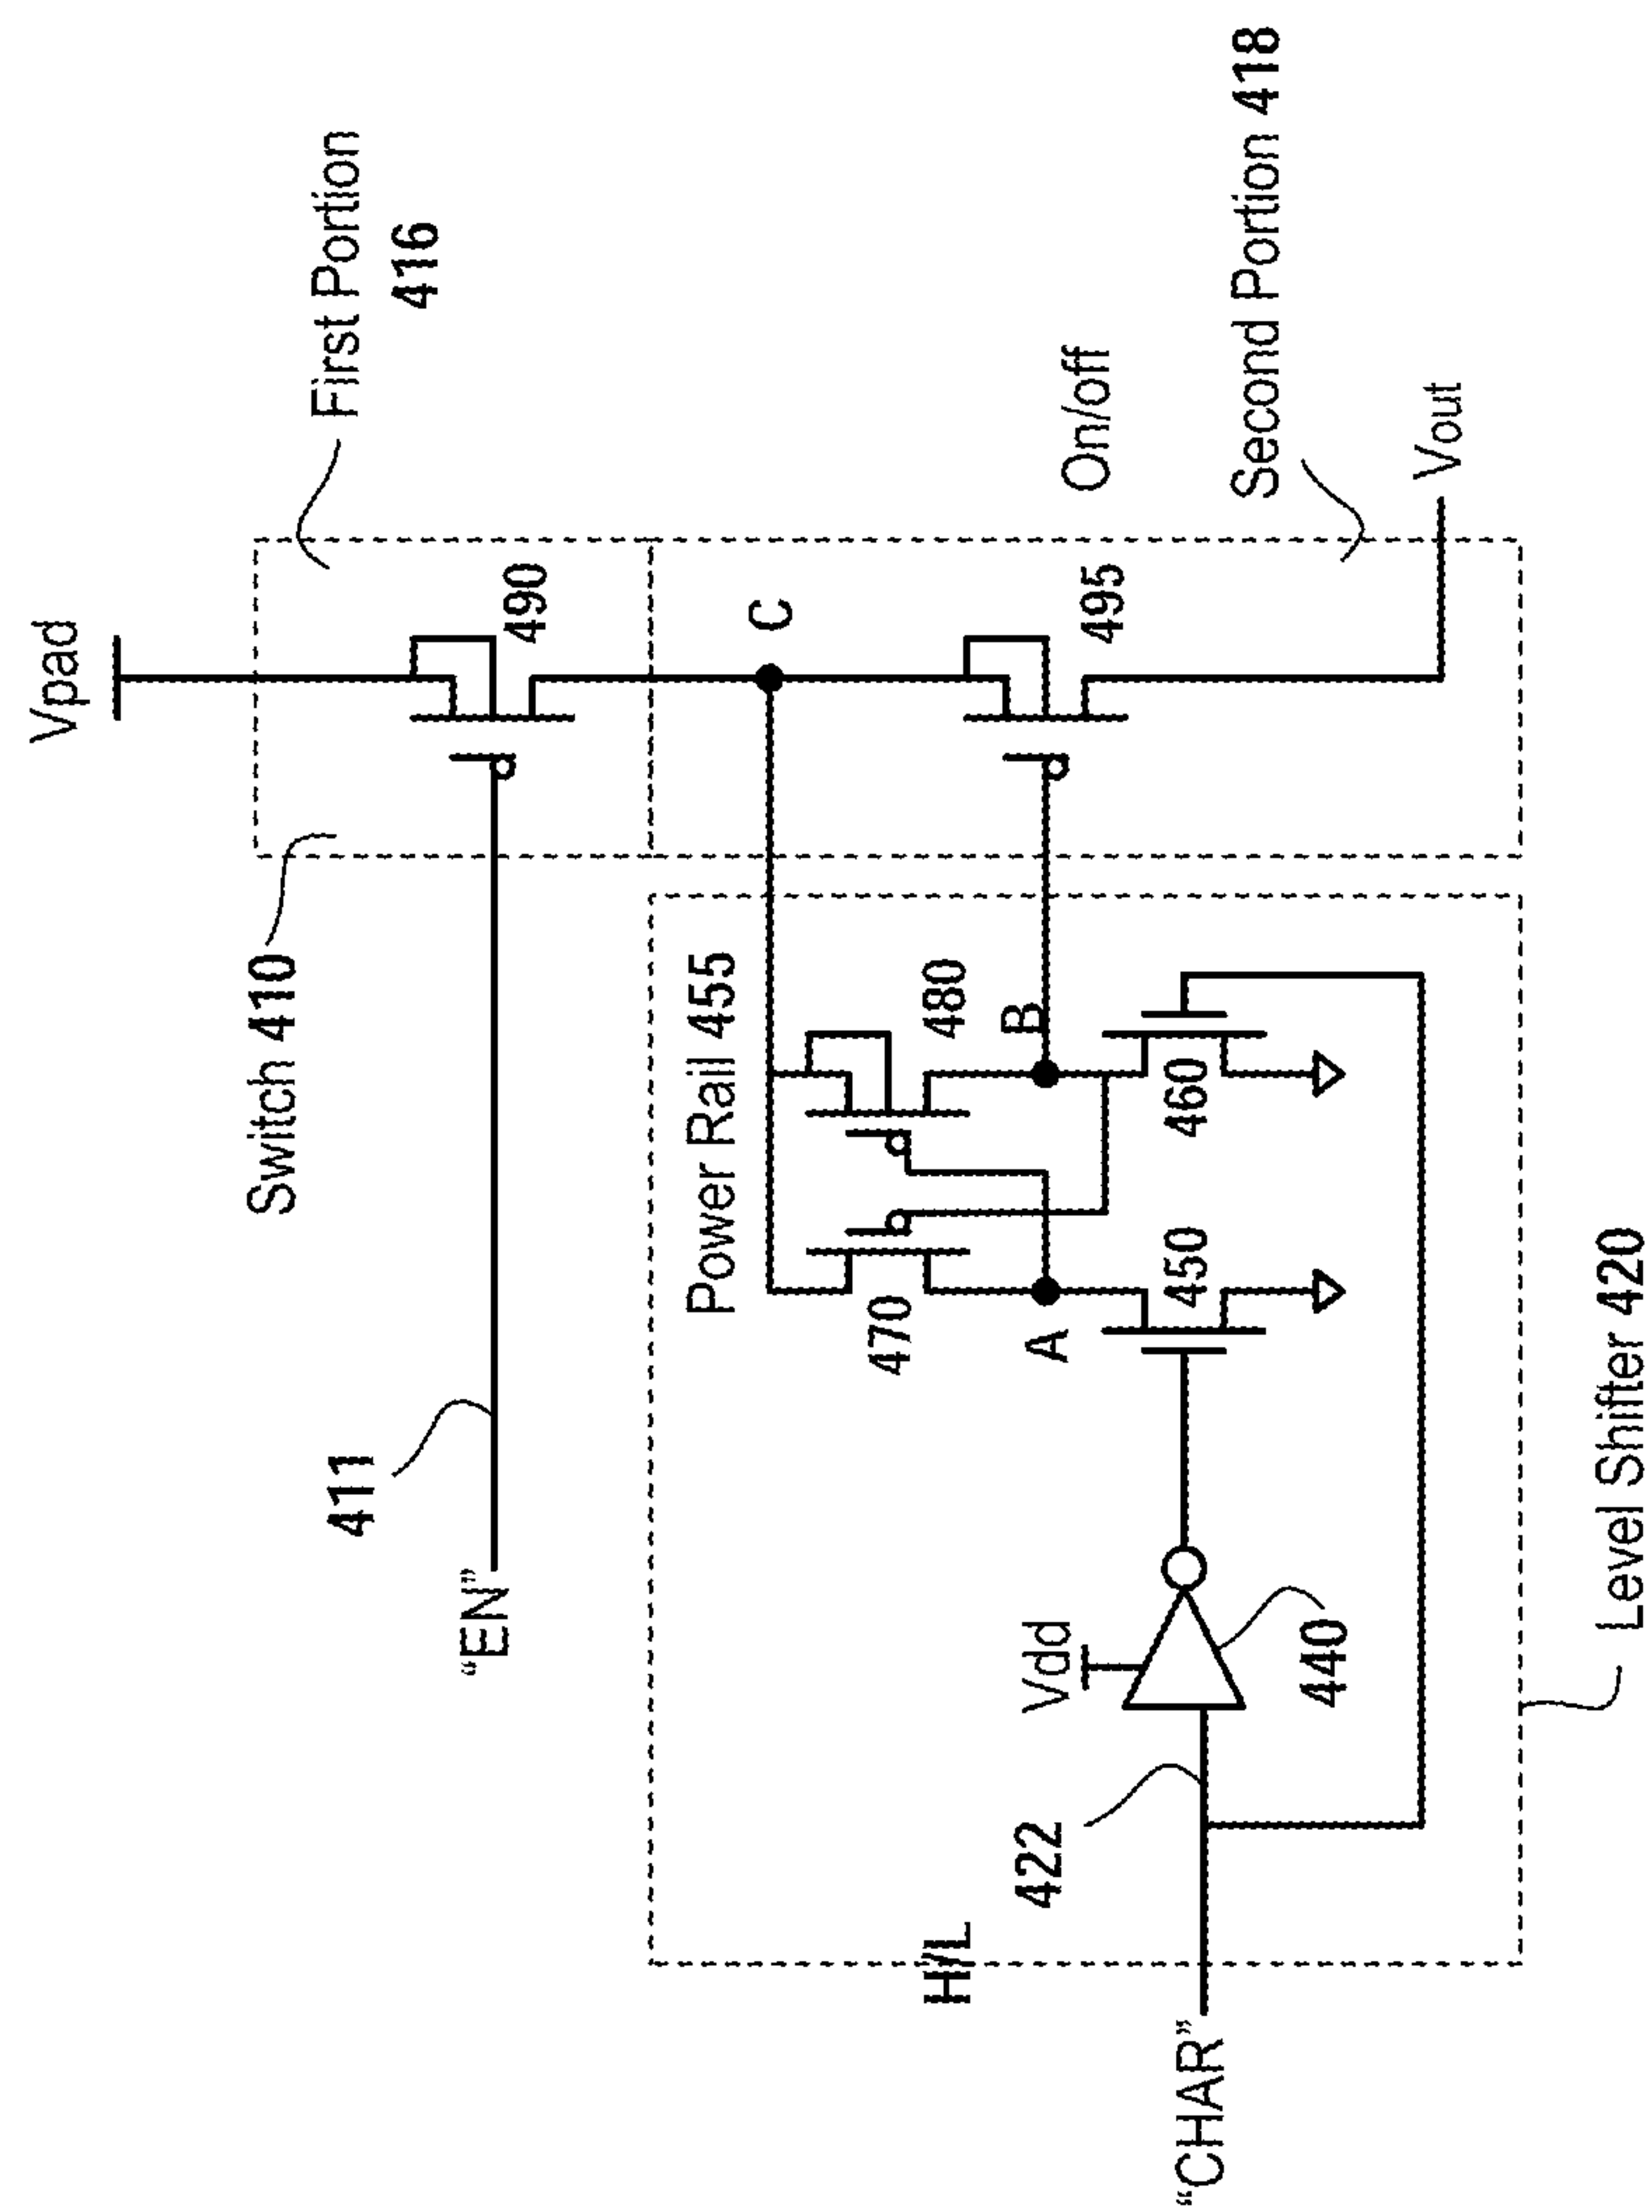 Vpad
First Portion
416
Switch 410
490
411
"EN"
C
Power Rail 455
480
470
B
A
460
450
495
On/off
Second Portion 418
Vout
Vdd
440
422
H/L
"CHAR"
Level Shifter 420